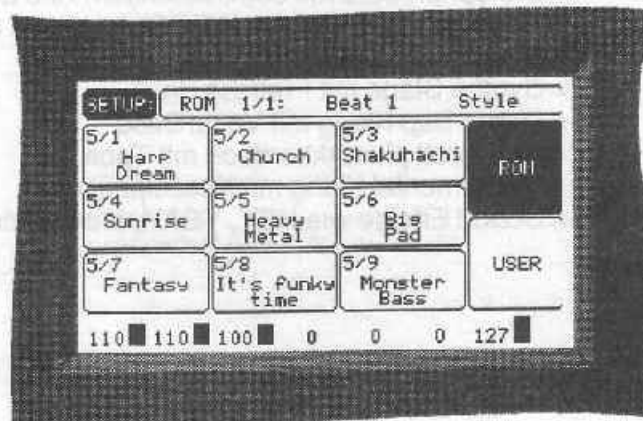 SETUP: ROM 1/1: Beat 1 Style
5/1 Harp Dream
5/2 Church
5/3 Shakuhachi
ROM
5/4 Sunrise
5/5 Heavy Metal
5/6 Big Pad
5/7 Fantasy
5/8 It's funky time
5/9 Monster Bass
USER
110 110 100 0 0 0 127